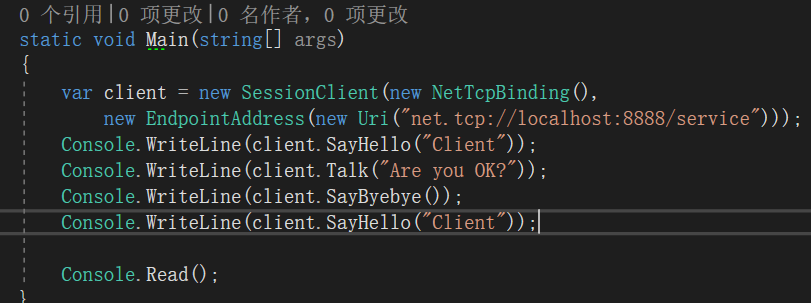 0 个引用|0 项更改|0 名作者，0 项更改
static void Main(string[] args)
{
var client = new SessionClient(new NetTcpBinding(),
new EndpointAddress(new Uri("net.tcp://localhost:8888/service")));
Console.WriteLine(client.SayHello("Client"));
Console.WriteLine(client.Talk("Are you OK?"));
Console.WriteLine(client.SayByebye());
Console.WriteLine(client.SayHello("Client"));
Console.Read();
}